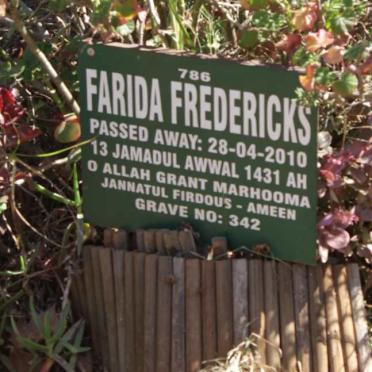 786
FARIDA FREDERICKS
PASSED AWAY: 28-04-2010
13 JAMADUL AWWAL 1431 AH
O ALLAH GRANT MARHOOMA
JANNATUL FIRDOUS - AMEEN
GRAVE NO: 342